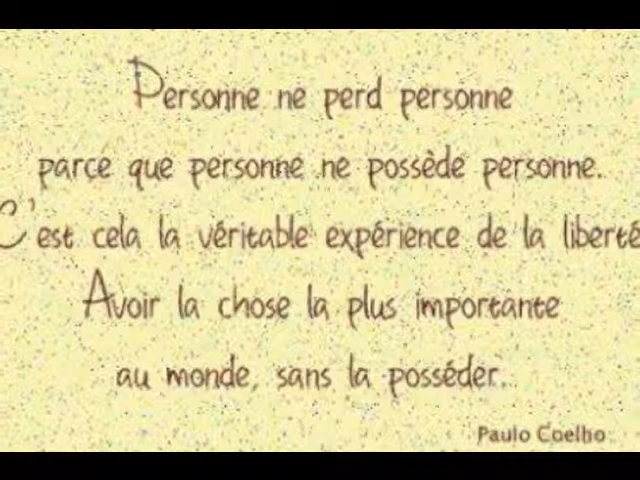 Personne ne perd personne
parce que personne ne possède personne.
C'est cela la véritable expérience de la liberté
Avoir la chose la plus importante
au monde, sans la posséder..
Paulo Coelho